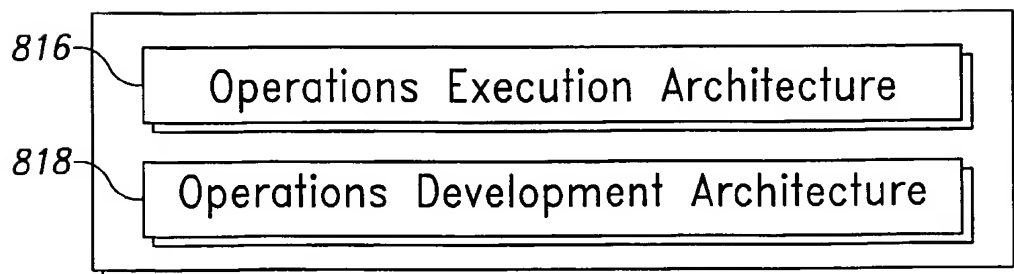 816 Operations Execution Architecture
818 Operations Development Architecture